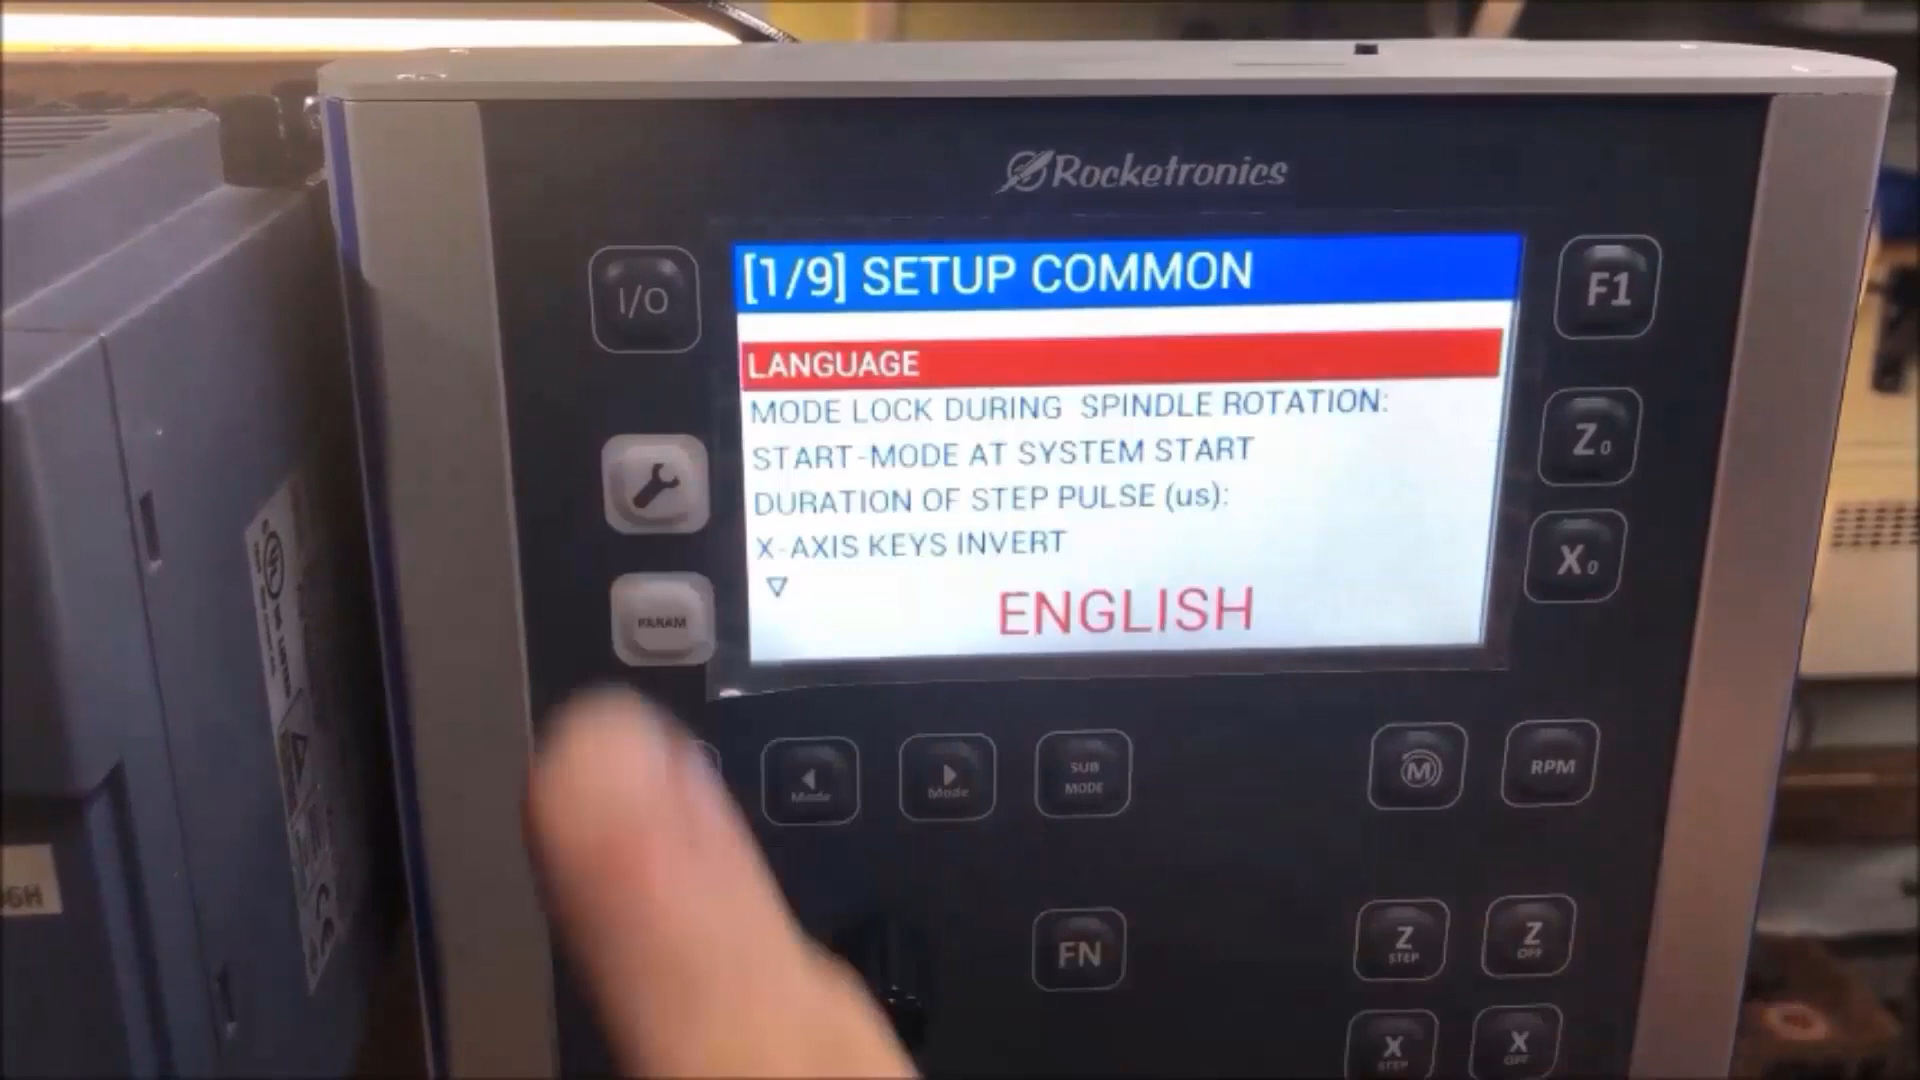 Rocketronics
I/O
[1/9] SETUP COMMON
F1
LANGUAGE
MODE LOCK DURING SPINDLE ROTATION:
START-MODE AT SYSTEM START
DURATION OF STEP PULSE (us):
X-AXIS KEYS INVERT
ENGLISH
Z0
X0
PARAM
Mode
Mode
SUB
MODE
M
RPM
FN
Z
STEP
Z
OFF
X
STEP
X
OFF
06H